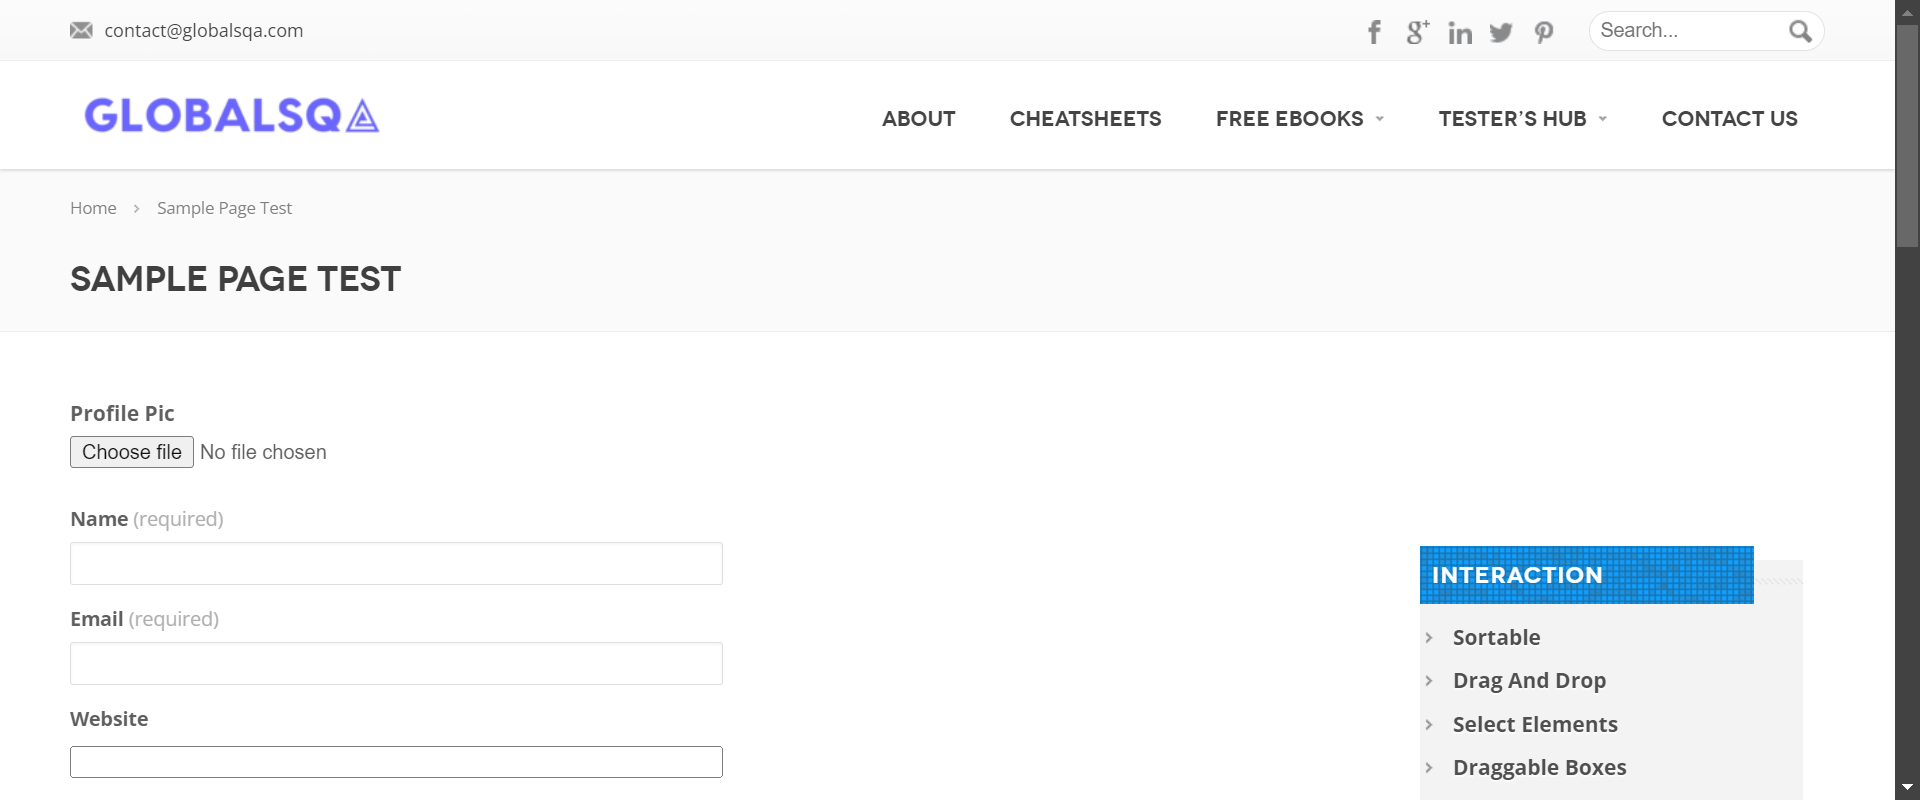 contact@globalsqa.com
Search...
GLOBALSQA
ABOUT
CHEATSHEETS
FREE EBOOKS
TESTER’S HUB
CONTACT US
Home
Sample Page Test
SAMPLE PAGE TEST
Profile Pic
Choose file No file chosen
Name (required)
Email (required)
Website
INTERACTION
Sortable
Drag And Drop
Select Elements
Draggable Boxes